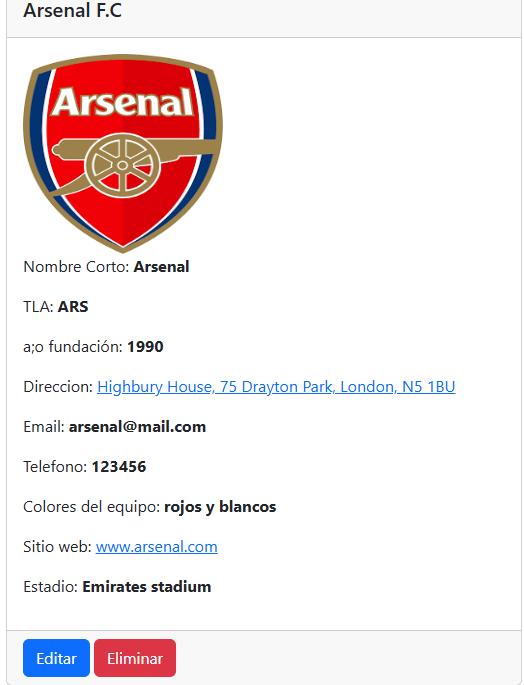 Arsenal F.C
Arsenal
Nombre Corto: Arsenal
TLA: ARS
a;o fundación: 1990
Direccion: Highbury House, 75 Drayton Park, London, N5 1BU
Email: arsenal@mail.com
Telefono: 123456
Colores del equipo: rojos y blancos
Sitio web: www.arsenal.com
Estadio: Emirates stadium
Editar Eliminar